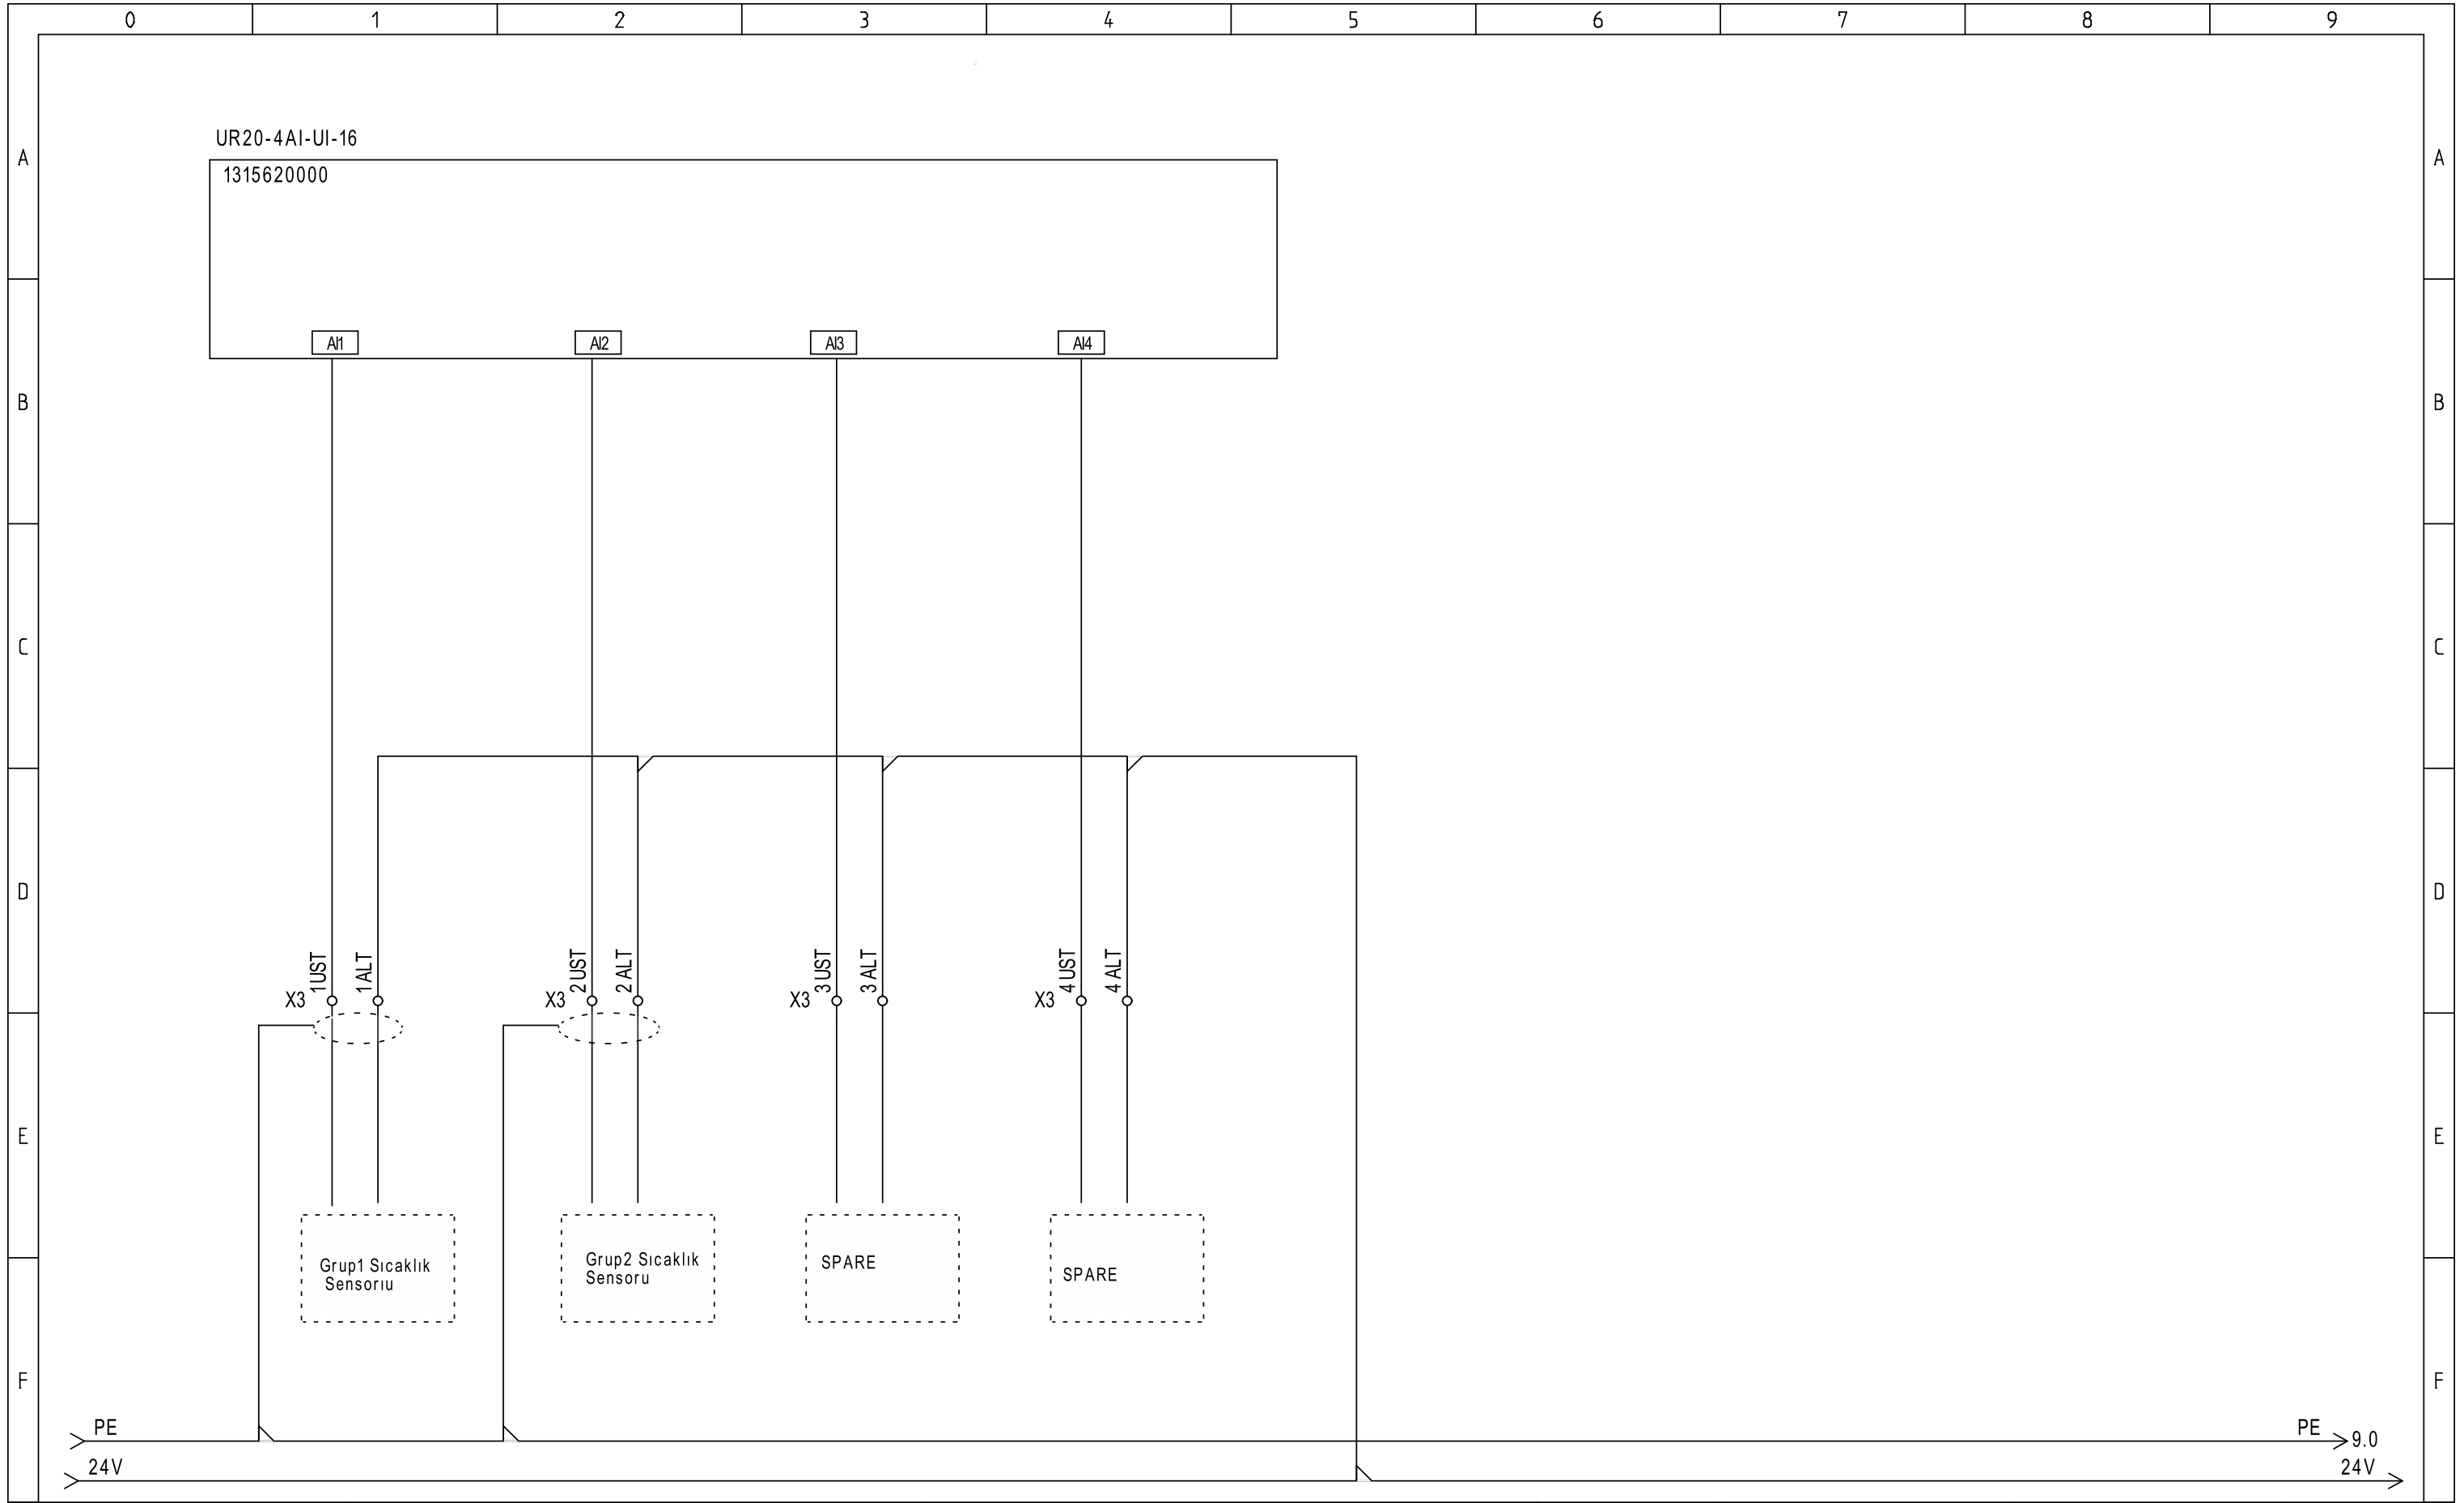 0 1 2 3 4 5 6 7 8 9
UR20-4AI-UI-16
A A
1315620000
AI1 AI2 AI3 AI4
B B
C C
D D
1UST 1ALT 2UST 2ALT 3UST 3ALT 4UST 4ALT
X3 X3 X3 X3
E E
Grup1 Sıcaklık
Sensorıu
Grup2 Sıcaklık
Sensoru
SPARE
SPARE
F F
PE PE
9.0
24V 24V